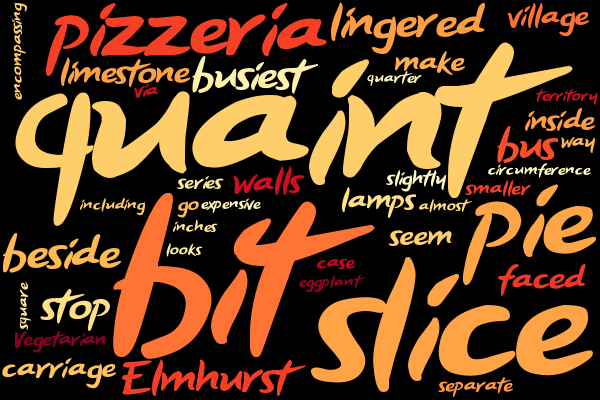 encompassing
pizzeria
lingered
village
limestone
busiest
make
via
quarter
quaint
territory
inside
bus
way
circumference
series
walls
slightly
smaller
including
go
expensive
lamps
almost
inches
pie
beside
looks
bit
seem
case
faced
eggplant
square
stop
slice
Vegetarian
carriage
Elmhurst
separate